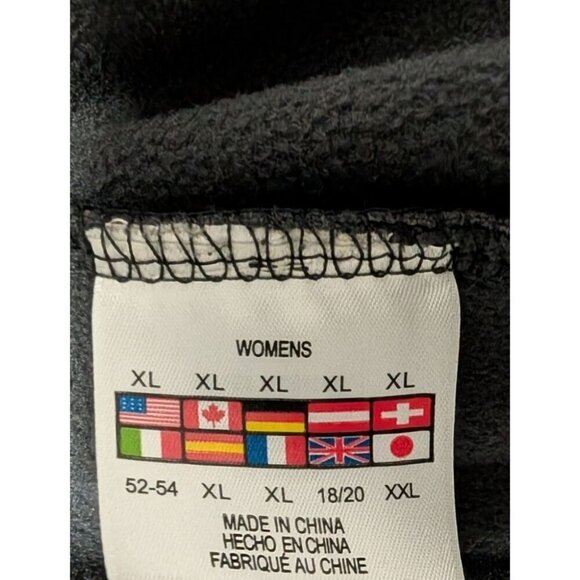 WOMENS
XL XL XL XL XL
52-54 XL XL 18/20 XXL
MADE IN CHINA
HECHO EN CHINA
FABRIQUÉ AU CHINE